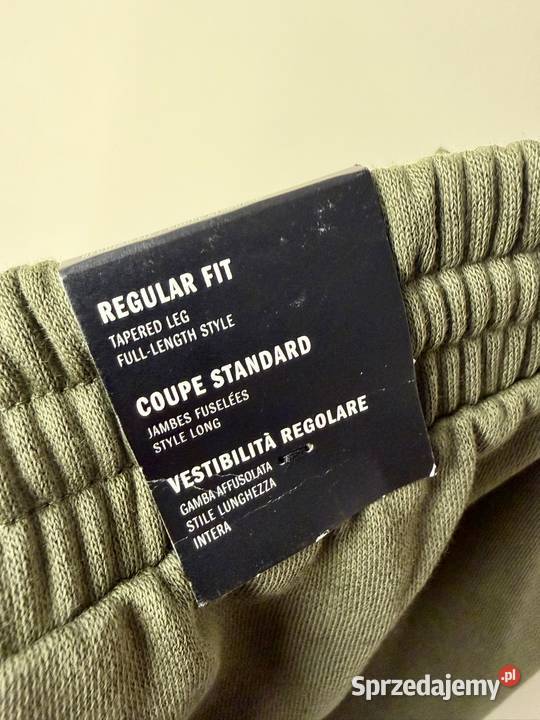 REGULAR FIT
TAPERED LEG
FULL-LENGTH STYLE
COUPE STANDARD
JAMBES FUSELÉES
STYLE LONG
VESTIBILITÀ REGOLARE
GAMBA AFFUSOLATA
STILE LUNGHEZZA
INTERA
Sprzedajemy.pl